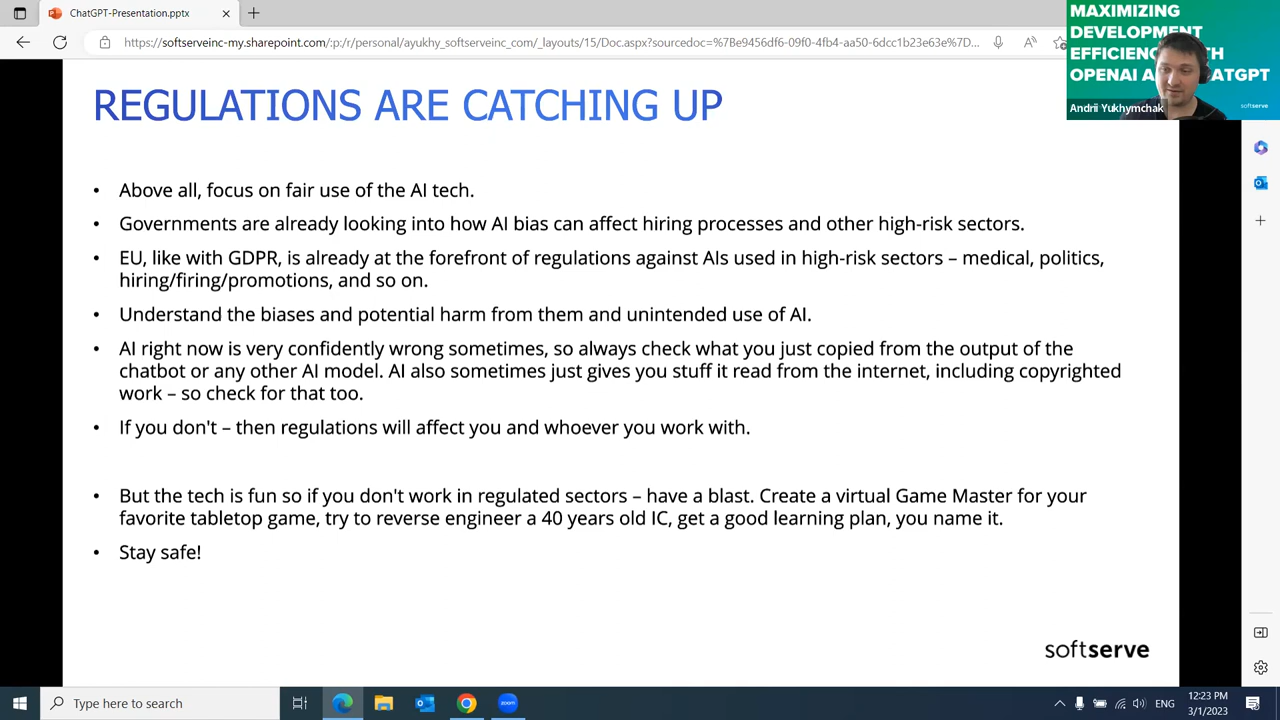 ChatGPT-Presentation.pptx
https://softserveinc-my.sharepoint.com/:p:/r/personal/ayukhy_softserveinc_com/_layouts/15/Doc.aspx?sourcedoc=%7Be9456df6-09f0-4fb4-aa50-6dcc1b23e63e%7D...
MAXIMIZING
DEVELOPMENT
OPENAI
Andrii Yukhymchak
softserve
REGULATIONS ARE CATCHING UP
• Above all, focus on fair use of the AI tech.
• Governments are already looking into how AI bias can affect hiring processes and other high-risk sectors.
• EU, like with GDPR, is already at the forefront of regulations against AIs used in high-risk sectors – medical, politics,
hiring/firing/promotions, and so on.
• Understand the biases and potential harm from them and unintended use of AI.
• AI right now is very confidently wrong sometimes, so always check what you just copied from the output of the
chatbot or any other AI model. AI also sometimes just gives you stuff it read from the internet, including copyrighted
work – so check for that too.
• If you don't – then regulations will affect you and whoever you work with.
• But the tech is fun so if you don't work in regulated sectors – have a blast. Create a virtual Game Master for your
favorite tabletop game, try to reverse engineer a 40 years old IC, get a good learning plan, you name it.
• Stay safe!
softserve
Type here to search
zoom
ENG
12:23 PM
3/1/2023